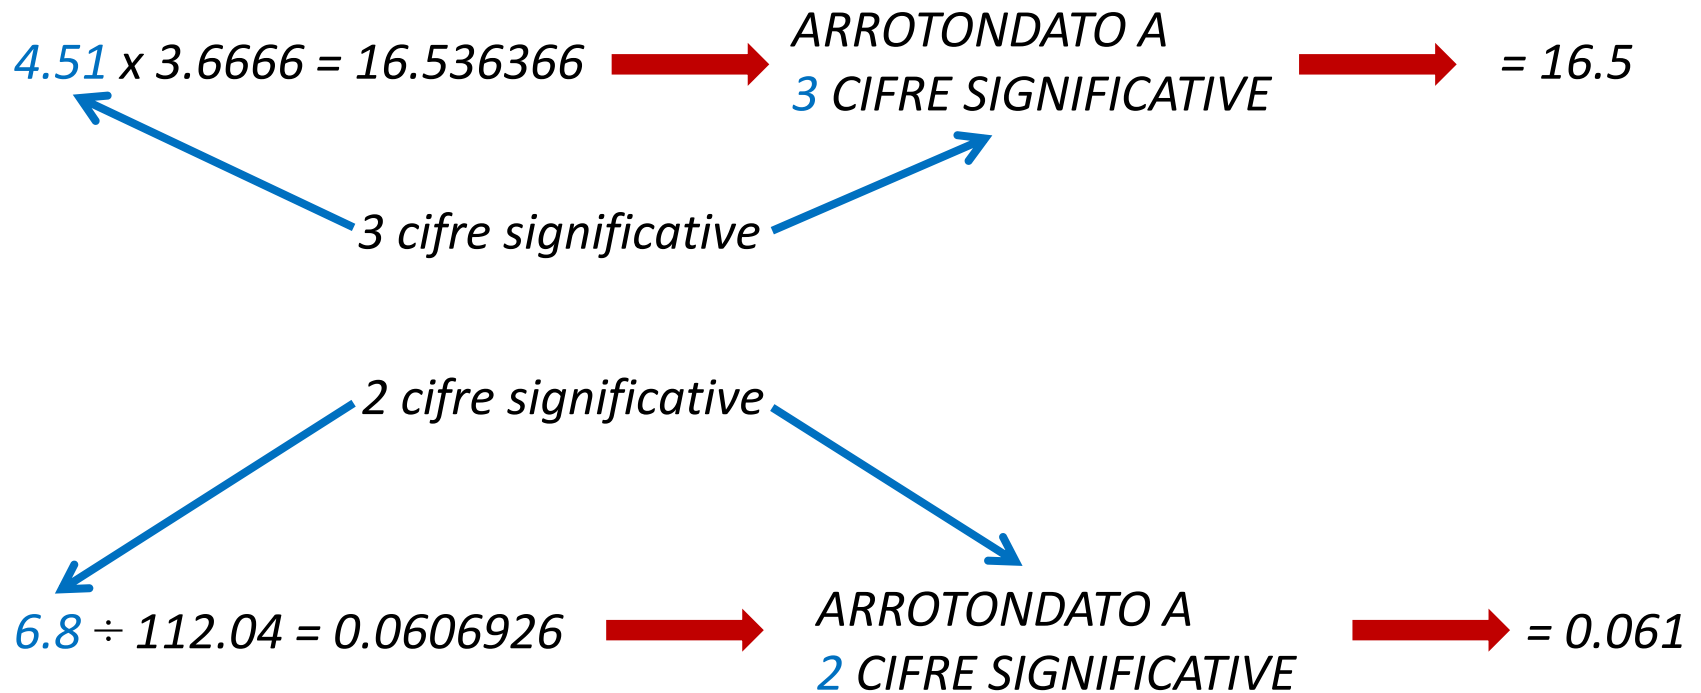 4.51 x 3.6666 = 16.536366
ARROTONDATO A
3 CIFRE SIGNIFICATIVE
= 16.5
3 cifre significative
2 cifre significative
6.8 ÷ 112.04 = 0.0606926
ARROTONDATO A
2 CIFRE SIGNIFICATIVE
= 0.061